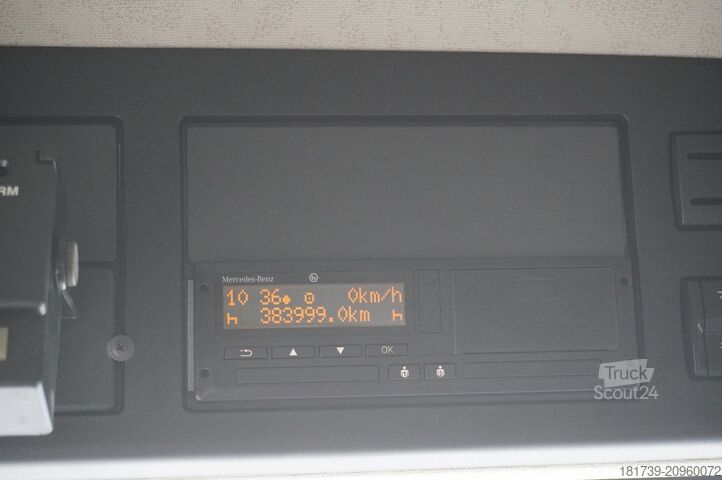 RM
Mercedes-Benz
10 36 0km/h
383999.0km
OK
Truck
Scout24
181739-20960072